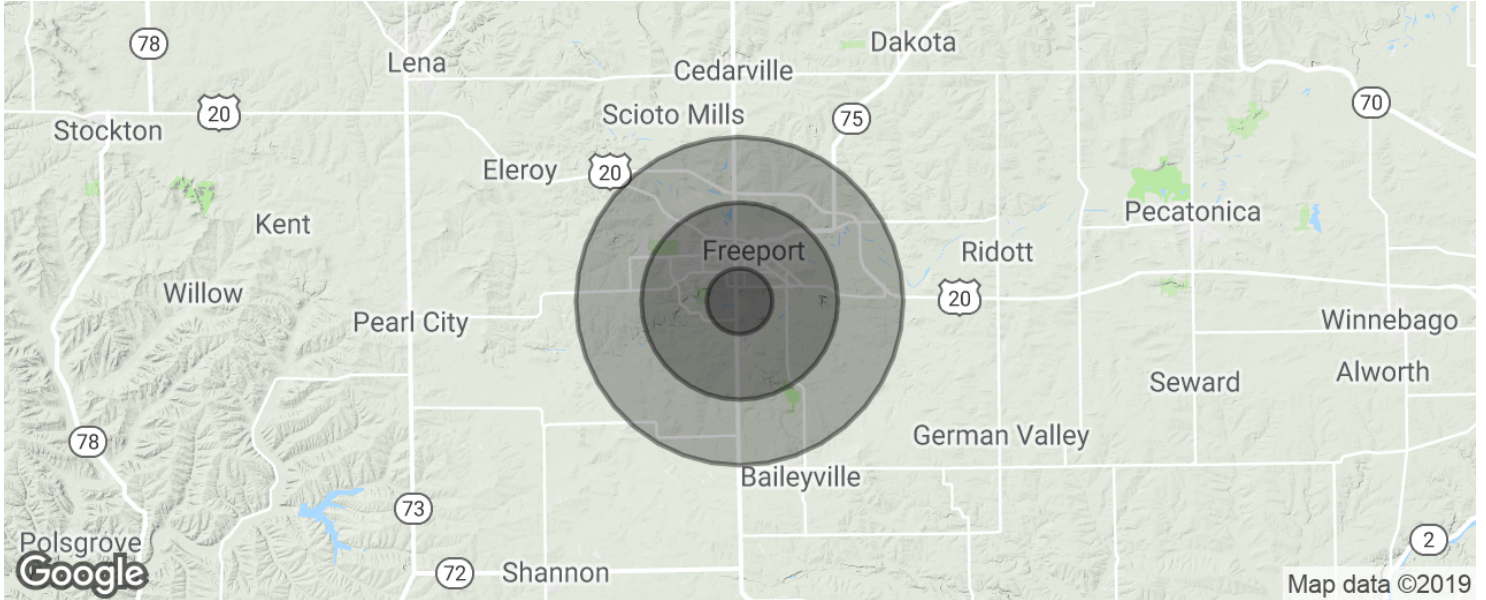 78
Lena
Dakota
Cedarville
20
Stockton
Scioto Mills
75
70
Eleroy
20
Kent
Pecatonica
Freeport
Ridott
Willow
20
Pearl City
Winnebago
Seward
Alworth
78
German Valley
Baileyville
73
Polsgrove
2
Google
72
Shannon
Map data ©2019